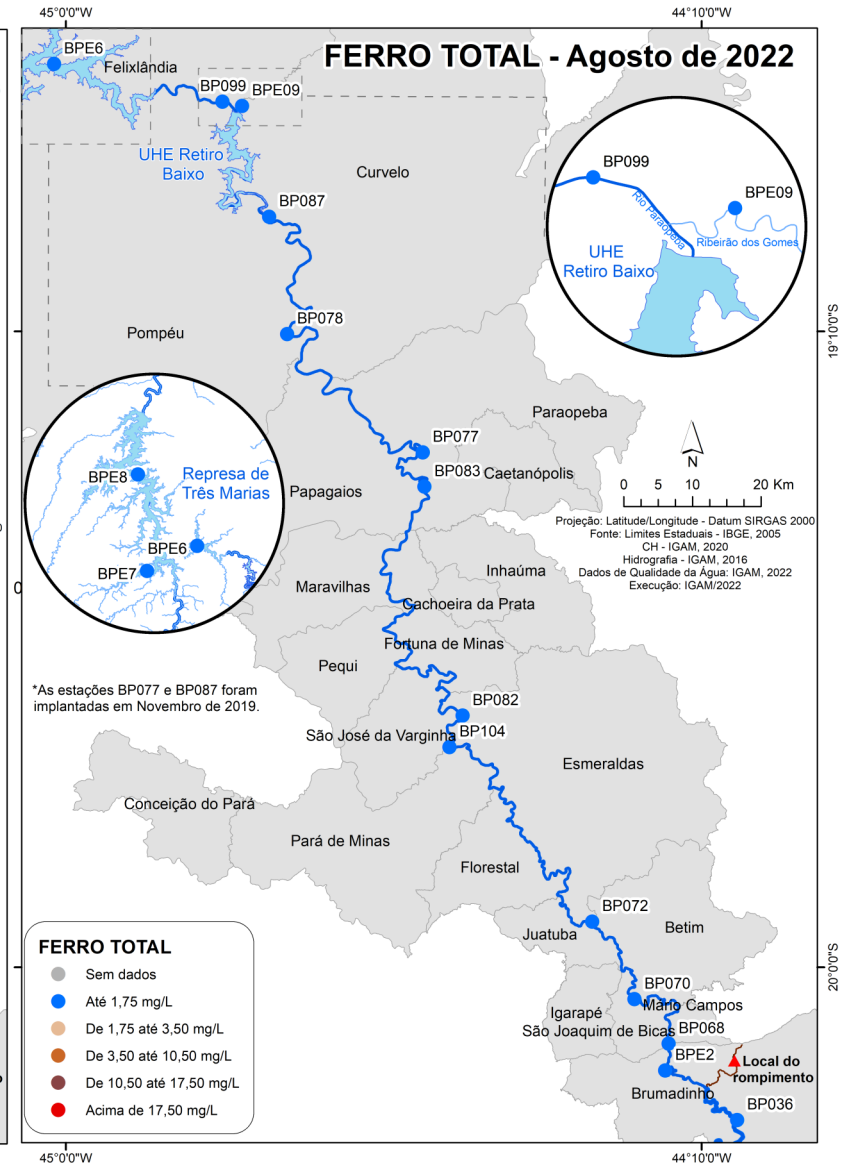 45°0'0"W
44°10'0"W
FERRO TOTAL - Agosto de 2022
BPE6
Felixlândia
BP099
BPE09
UHE Retiro
Baixo
Curvelo
BP087
BP099
BPE09
Rio Paraopeba
Ribeirão dos Gomes
UHE
Retiro Baixo
BP078
Pompéu
19°10'0"S
Paraopeba
BP077
BP083
Caetanópolis
N
0 5 10 20 Km
Projeção: Latitude/Longitude - Datum SIRGAS 2000
Fonte: Limites Estaduais - IBGE, 2005
CH - IGAM, 2020
Hidrografia - IGAM, 2016
Dados de Qualidade da Água: IGAM, 2022
Execução: IGAM/2022
BPE8
Represa de
Três Marias
BPE6
BPE7
Papagaios
Inhaúma
Maravilhas
Cachoeira da Prata
Fortuna de Minas
Pequi
*As estações BP077 e BP087 foram
implantadas em Novembro de 2019.
BP082
São José da Varginha
BP104
Esmeraldas
Conceição do Pará
Pará de Minas
Florestal
BP072
Juatuba
Betim
20°0'0"S
BP070
Mário Campos
Igarapé
São Joaquim de Bicas
BP068
BPE2
Local do
rompimento
Brumadinho
BP036
FERRO TOTAL
Sem dados
Até 1,75 mg/L
De 1,75 até 3,50 mg/L
De 3,50 até 10,50 mg/L
De 10,50 até 17,50 mg/L
Acima de 17,50 mg/L
45°0'0"W
44°10'0"W